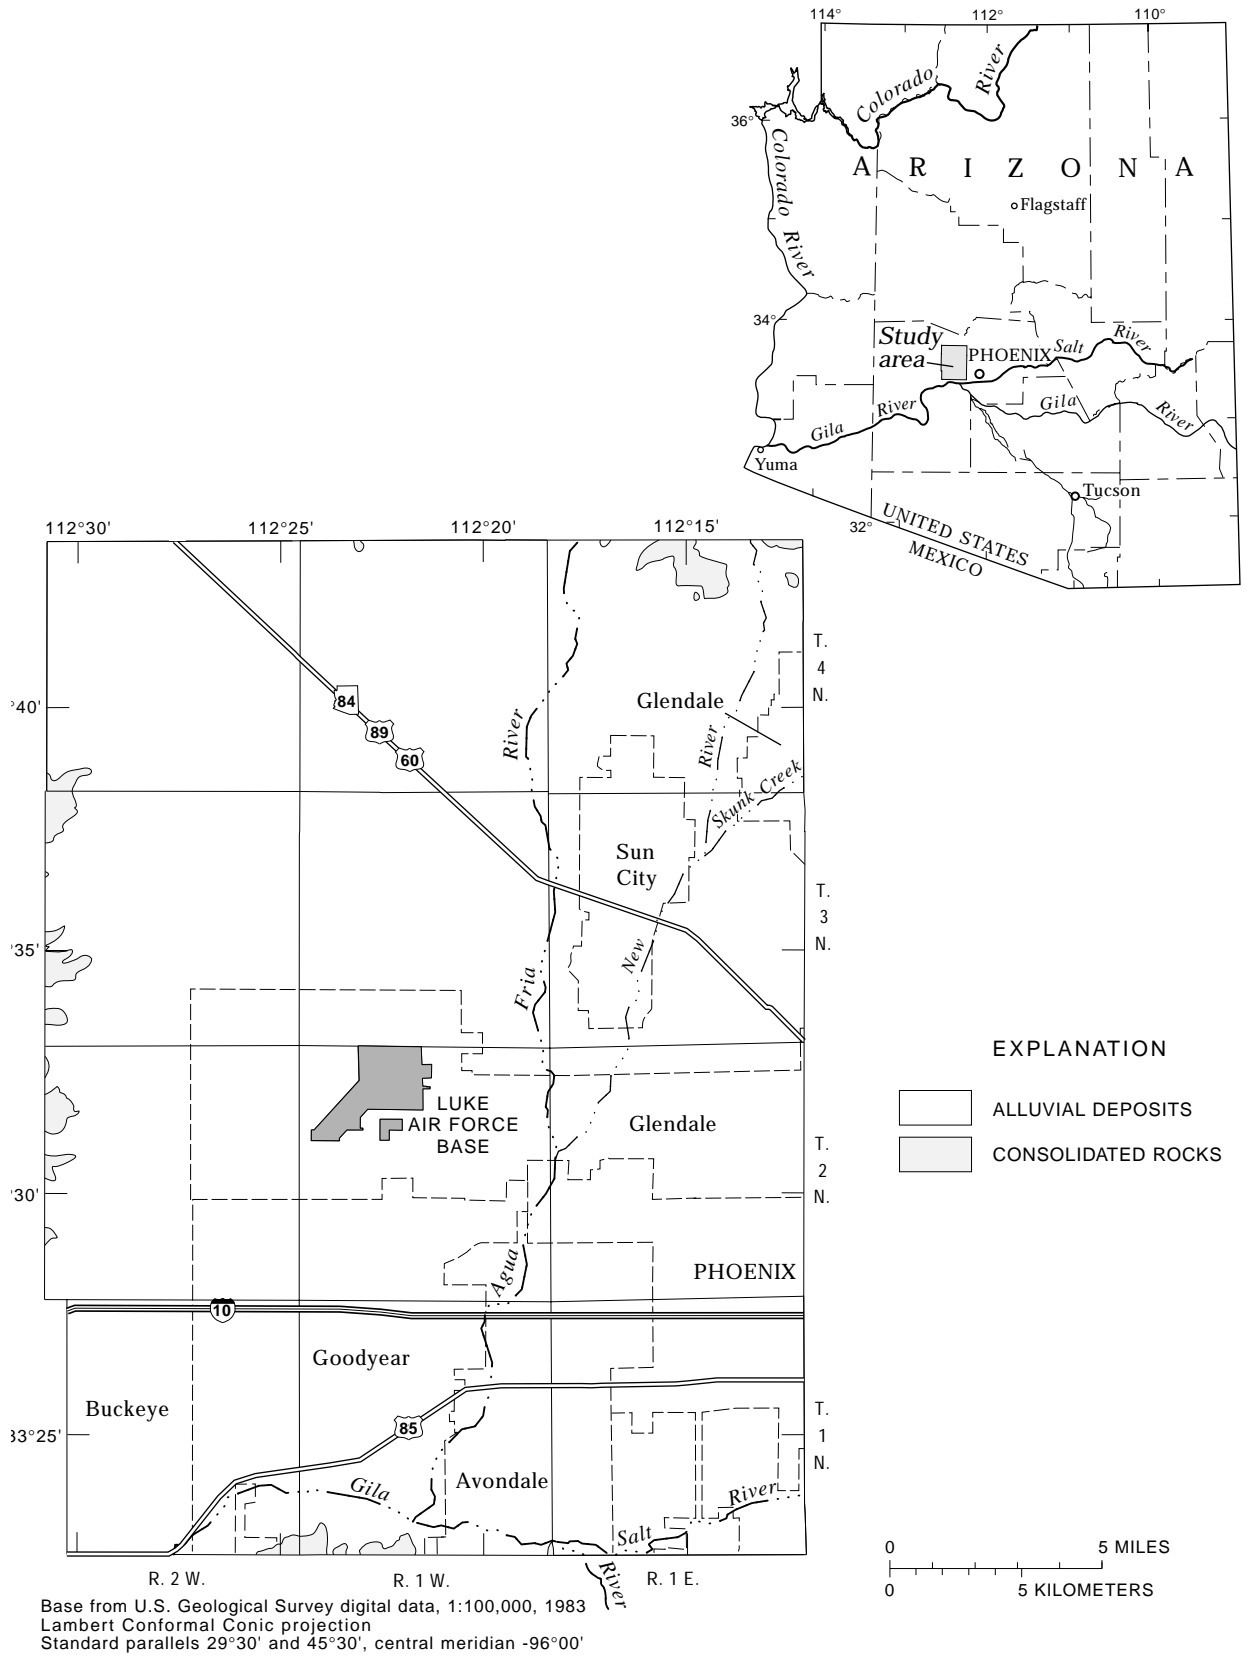 114°
112°
110°
Colorado
River
36°
Colorado River
A R I Z O N A
Flagstaff
34°
Study
area
PHOENIX
Salt
River
Gila
River
Gila
River
Yuma
Tucson
32°
UNITED STATES
MEXICO
112°30'
112°25'
112°20'
112°15'
T.
4
N.
Glendale
°40'
84
89
60
River
River
Skunk Creek
Sun
City
T.
3
N.
°35'
New
Fria
EXPLANATION
ALLUVIAL DEPOSITS
CONSOLIDATED ROCKS
LUKE
AIR FORCE
BASE
Glendale
T.
2
N.
°30'
Agua
PHOENIX
10
Goodyear
Buckeye
85
T.
1
N.
33°25'
Gila
Avondale
River
Salt
River
0 5 MILES
0 5 KILOMETERS
R. 2 W.
R. 1 W.
R. 1 E.
Base from U.S. Geological Survey digital data, 1:100,000, 1983
Lambert Conformal Conic projection
Standard parallels 29°30' and 45°30', central meridian -96°00'